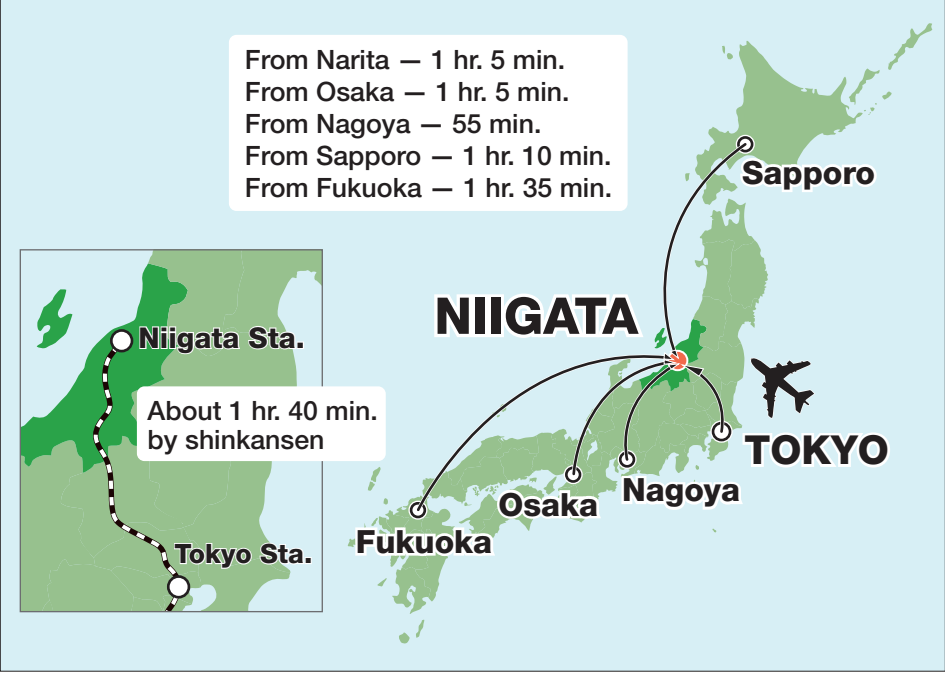 From Narita — 1 hr. 5 min.
From Osaka — 1 hr. 5 min.
From Nagoya — 55 min.
From Sapporo — 1 hr. 10 min.
From Fukuoka — 1 hr. 35 min.
Sapporo
NIIGATA
Niigata Sta.
About 1 hr. 40 min.
by shinkansen
TOKYO
Nagoya
Osaka
Fukuoka
Tokyo Sta.